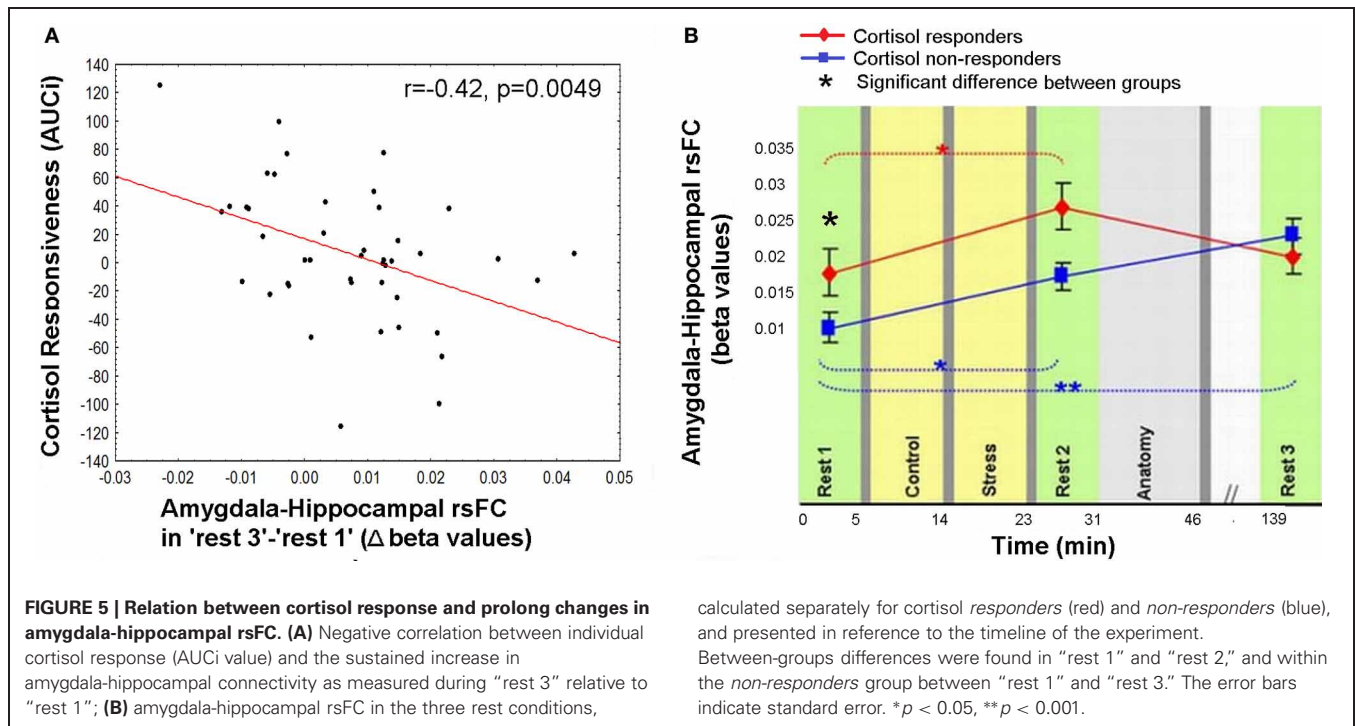 A
140
120
100
80
60
40
20
0
-20
-40
-60
-80
-100
-120
-140
r=-0.42, p=0.0049
Cortisol Responsiveness (AUCi)
-0.03 -0.02 -0.01 0.00 0.01 0.02 0.03 0.04 0.05
Amygdala-Hippocampal rsFC
in 'rest 3'-'rest 1' (Δ beta values)
B
Cortisol responders
Cortisol non-responders
* Significant difference between groups
Amygdala-Hippocampal rsFC
(beta values)
0.035
0.03
0.025
0.02
0.015
0.01
*
*
*
**
Rest 1
Control
Stress
Rest 2
Anatomy
Rest 3
//
0 5 14 23 31 46 139
Time (min)
FIGURE 5 | Relation between cortisol response and prolong changes in
amygdala-hippocampal rsFC. (A) Negative correlation between individual
cortisol response (AUCi value) and the sustained increase in
amygdala-hippocampal connectivity as measured during “rest 3” relative to
“rest 1”; (B) amygdala-hippocampal rsFC in the three rest conditions,
calculated separately for cortisol responders (red) and non-responders (blue),
and presented in reference to the timeline of the experiment.
Between-groups differences were found in “rest 1” and “rest 2,” and within
the non-responders group between “rest 1” and “rest 3.” The error bars
indicate standard error. *p < 0.05, **p < 0.001.